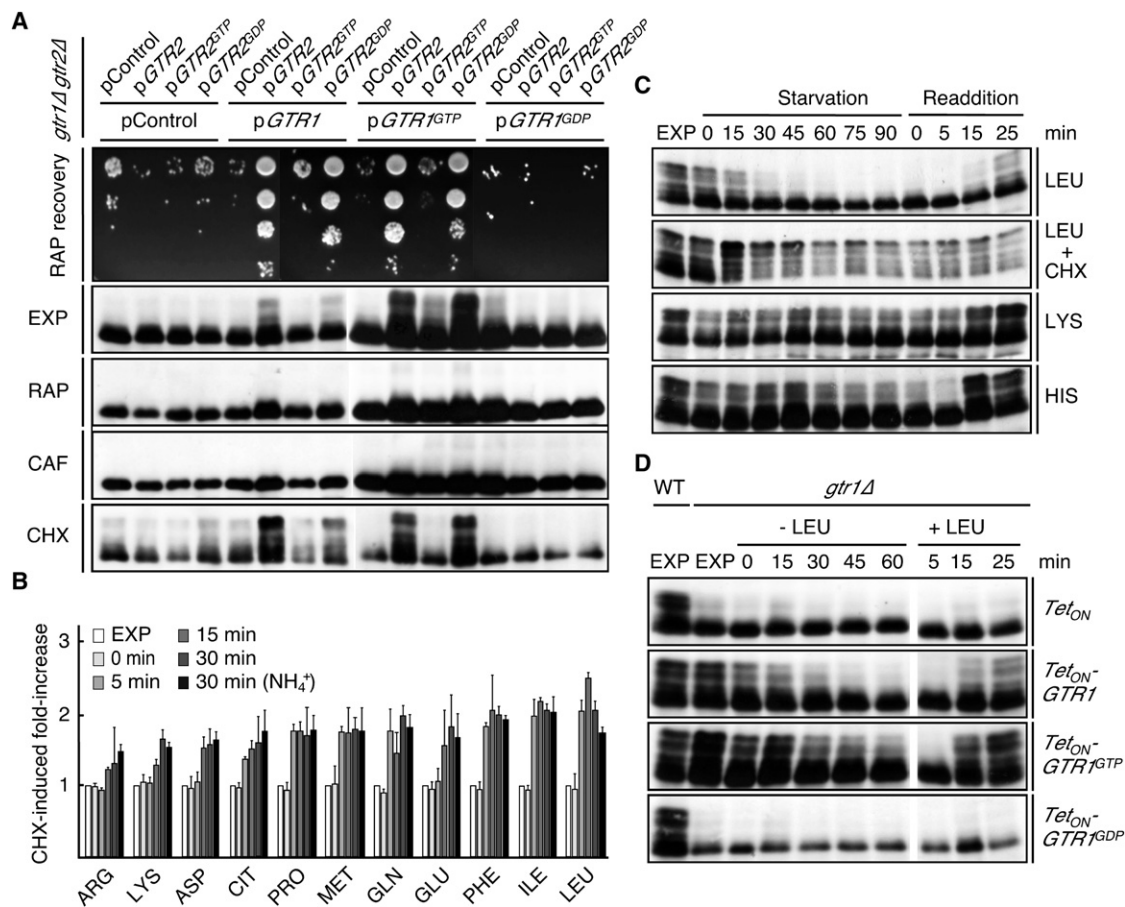 A
gtr1Δ gtr2Δ
pControl pGTR2 pGTR2GTP pGTR2GDP pControl pGTR2 pGTR2GTP pGTR2GDP pControl pGTR2 pGTR2GTP pGTR2GDP pControl pGTR2 pGTR2GTP pGTR2GDP
pControl pGTR1 pGTR1GTP pGTR1GDP
RAP recovery
EXP
RAP
CAF
CHX
B
CHX-induced fold-increase
3
2
1
EXP 15 min
0 min 30 min
5 min 30 min (NH4+)
ARG LYS ASP CIT PRO MET GLN GLU PHE ILE LEU
C
Starvation Readdition
EXP 0 15 30 45 60 75 90 0 5 15 25 min
LEU
LEU
+
CHX
LYS
HIS
D
WT gtr1Δ
- LEU + LEU
EXP EXP 0 15 30 45 60 5 15 25 min
TetON
TetON-
GTR1
TetON-
GTR1GTP
TetON-
GTR1GDP